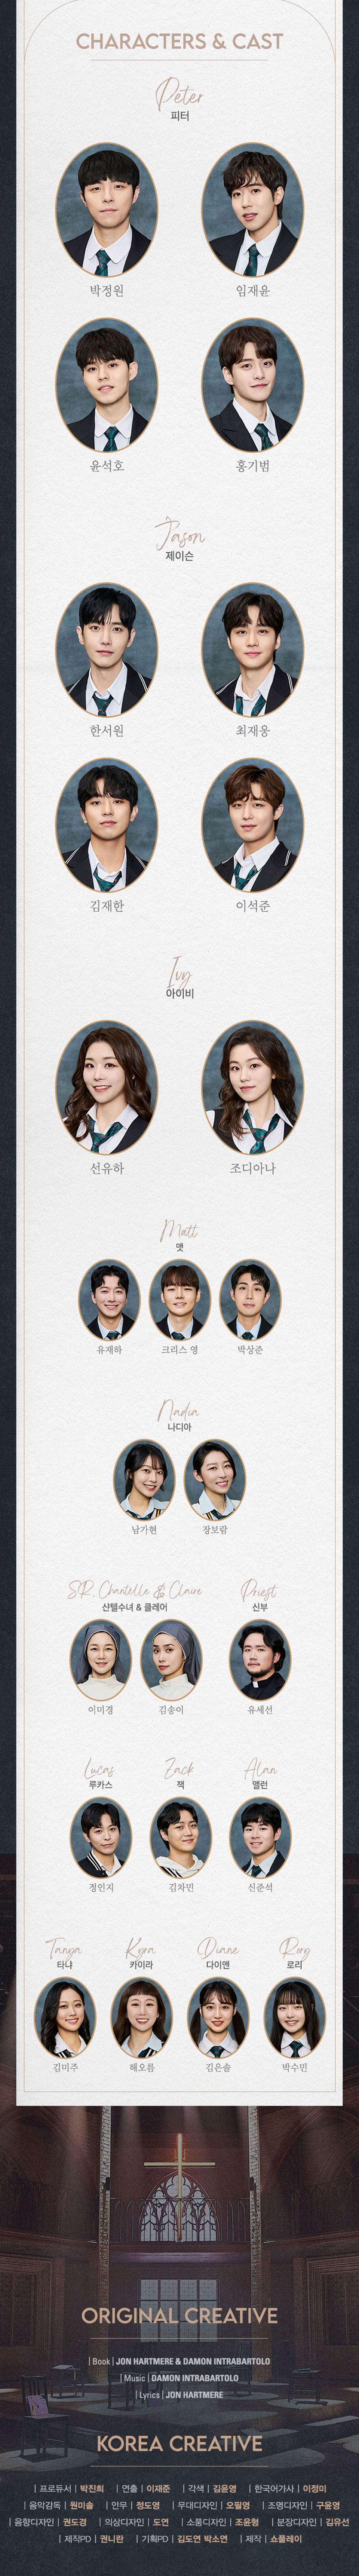 CHARACTERS & CAST
Peter
피터
박정원 임재윤
윤석호 홍기범
Jason
제이슨
한서원 최재웅
김재한 이석준
Ivy
아이비
선유하 조디아나
Matt
맷
유재하 크리스 영 박상준
Nadia
나디아
남가현 장보람
SR. Chantelle & Claire Priest
샨텔수녀 & 클레어 신부
이미경 김송이 유세선
Lucas Zack Alan
루카스 잭 앨런
정인지 김차민 신준석
Tanya Kyra Diane Rory
타냐 카이라 다이앤 로리
김미주 해오름 김은솔 박수민
ORIGINAL CREATIVE
| Book | JON HARTMERE & DAMON INTRABARTOLO
| Music | DAMON INTRABARTOLO
| Lyrics | JON HARTMERE
KOREA CREATIVE
| 프로듀서 | 박진희 | 연출 | 이재준 | 각색 | 김윤영 | 한국어가사 | 이정미
| 음악감독 | 원미솔 | 안무 | 정도영 | 무대디자인 | 오필영 | 조명디자인 | 구윤영
| 음향디자인 | 권도경 | 의상디자인 | 도연 | 소품디자인 | 조윤형 | 분장디자인 | 김유선
| 제작PD | 권니란 | 기획PD | 김도연 박소연 | 제작 | 쇼플레이